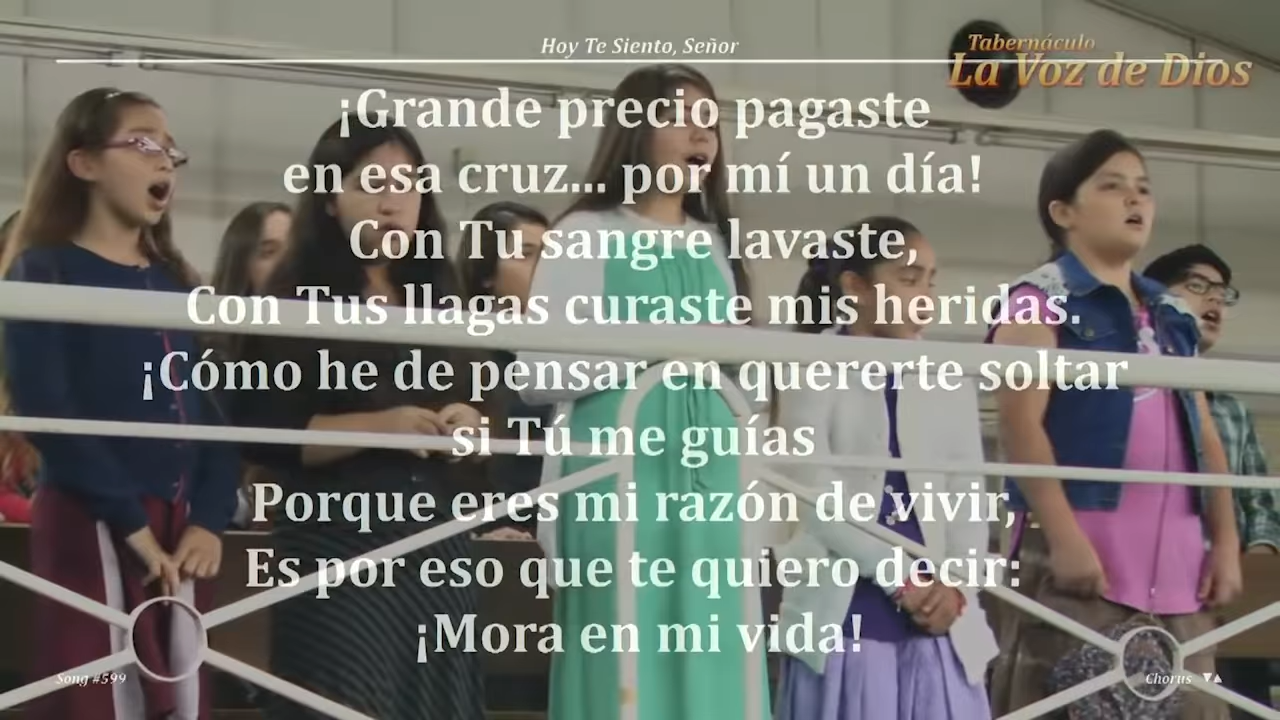 Hoy Te Siento, Señor
Tabernáculo
La Voz de Dios
¡Grande precio pagaste
en esa cruz... por mí un día!
Con Tu sangre lavaste,
Con Tus llagas curaste mis heridas.
¡Cómo he de pensar en quererte soltar
si Tú me guías
Porque eres mi razón de vivir,
Es por eso que te quiero decir:
¡Mora en mi vida!
Song #599
Chorus ▼▲